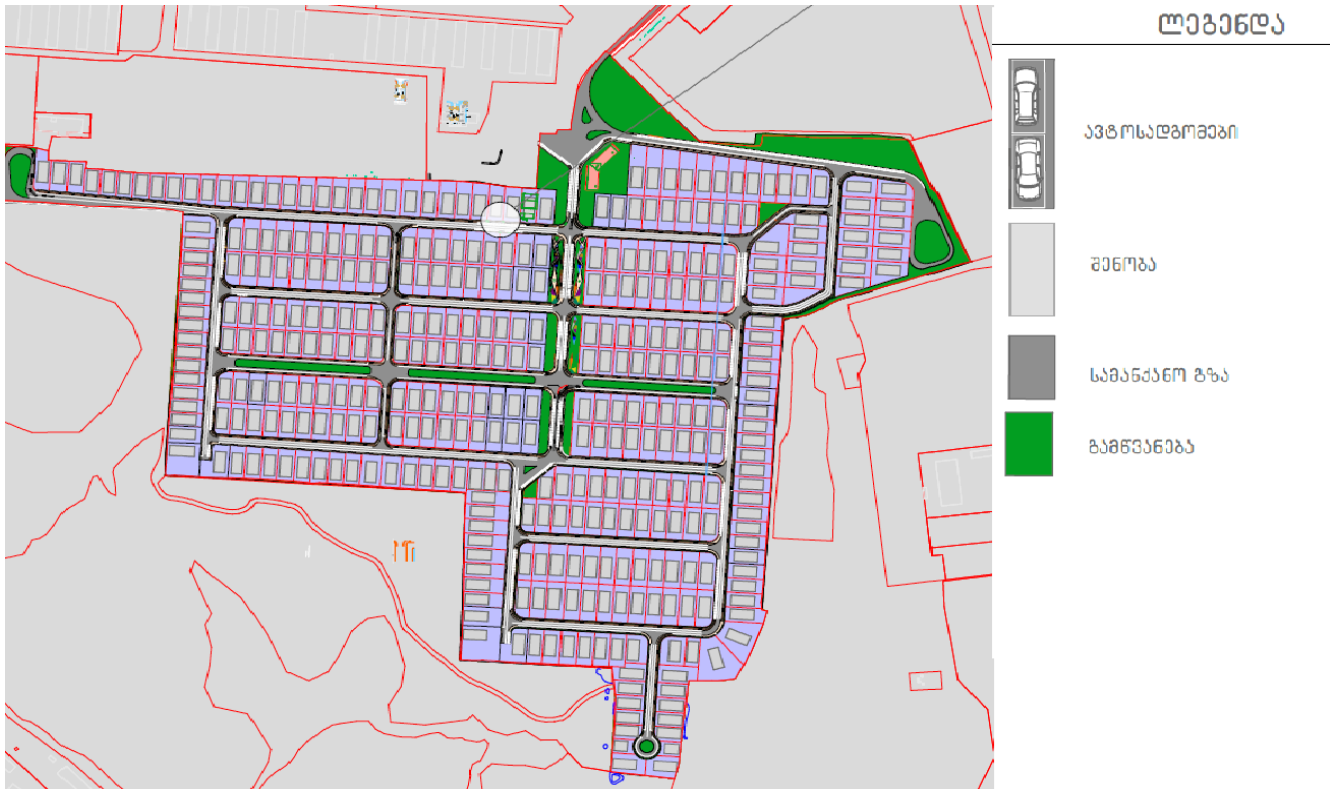 ლეგენდა
ავტოსადგომები
შენობა
სამანქანო გზა
გამწვანება